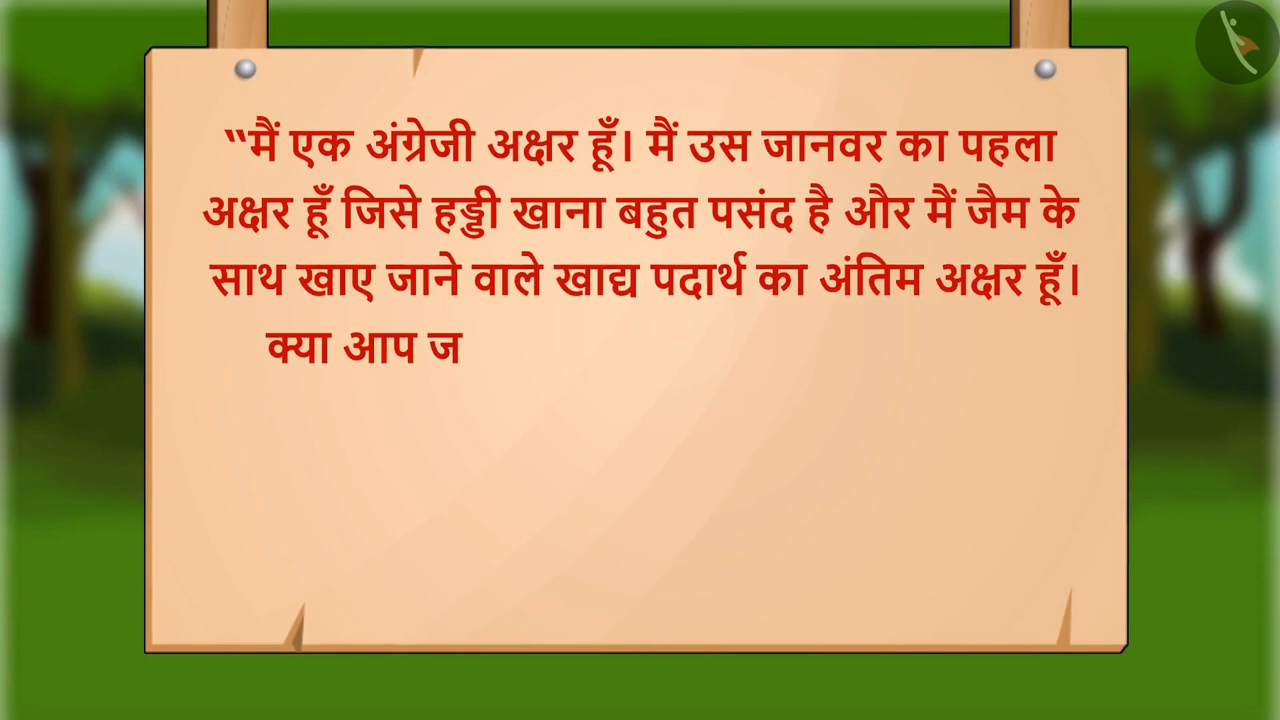 “मैं एक अंग्रेजी अक्षर हूँ। मैं उस जानवर का पहला
अक्षर हूँ जिसे हड्डी खाना बहुत पसंद है और मैं जैम के
साथ खाए जाने वाले खाद्य पदार्थ का अंतिम अक्षर हूँ।
क्या आप ज